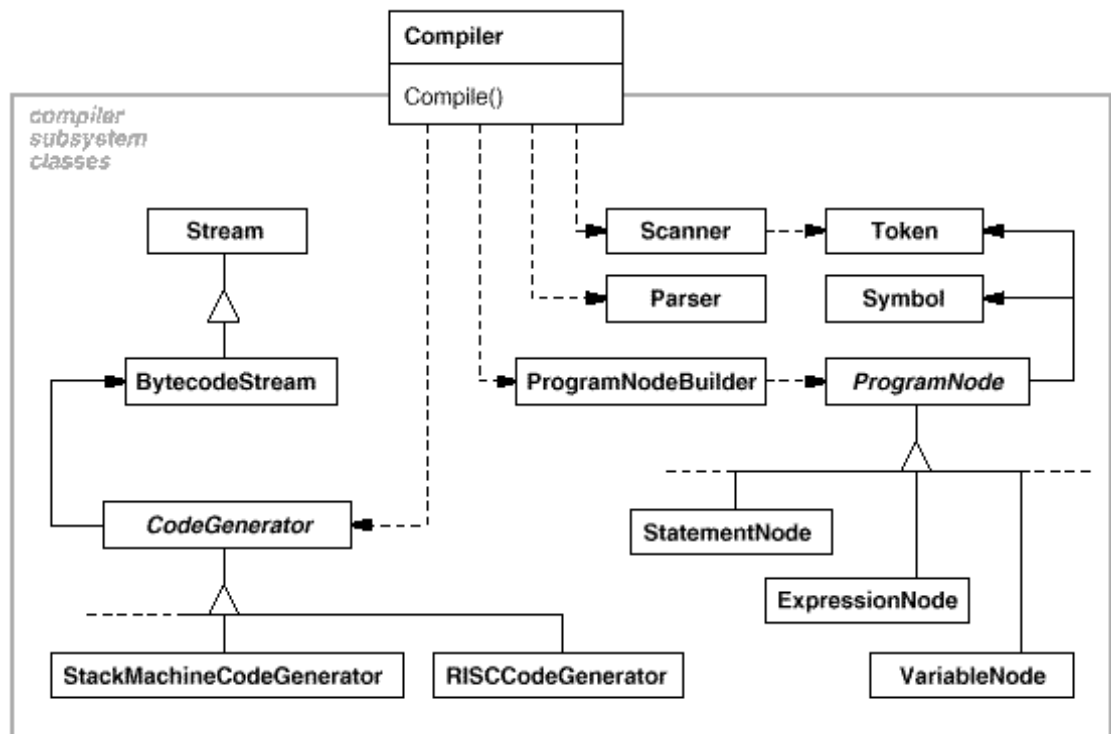 Compiler
Compile()
compiler
subsystem
classes
Stream
Scanner
Token
Parser
Symbol
BytecodeStream
ProgramNodeBuilder
ProgramNode
CodeGenerator
StatementNode
ExpressionNode
StackMachineCodeGenerator
RISCCodeGenerator
VariableNode